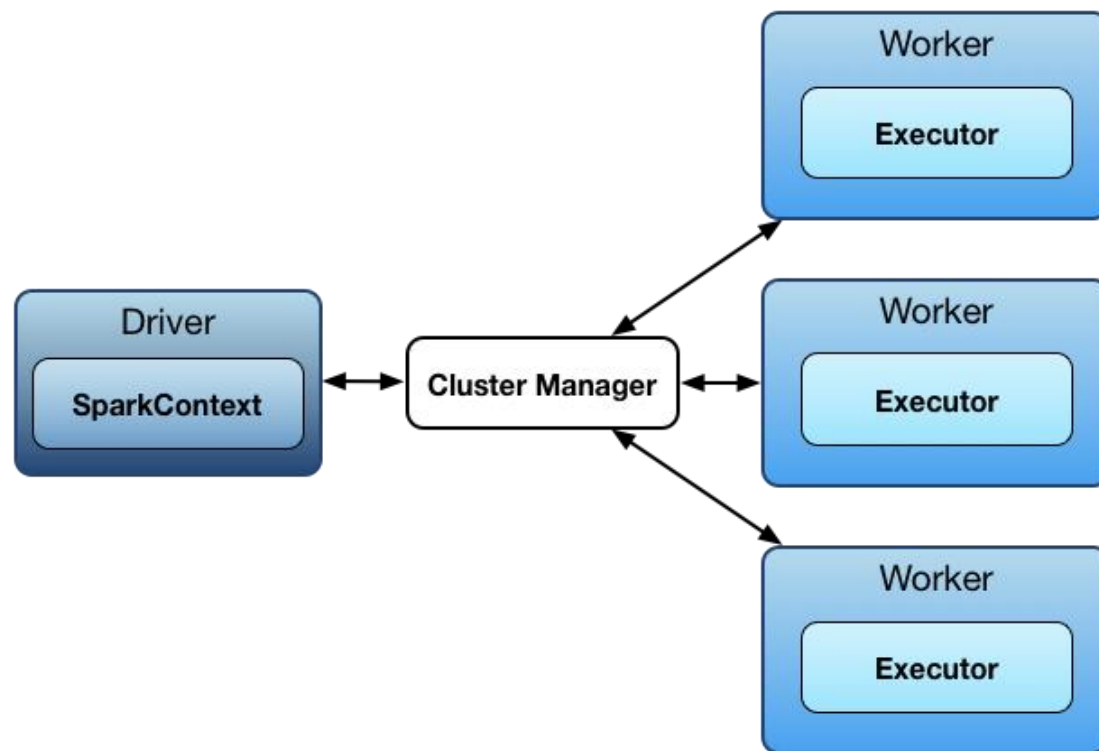 Worker
Executor
Driver
SparkContext
Cluster Manager
Worker
Executor
Worker
Executor